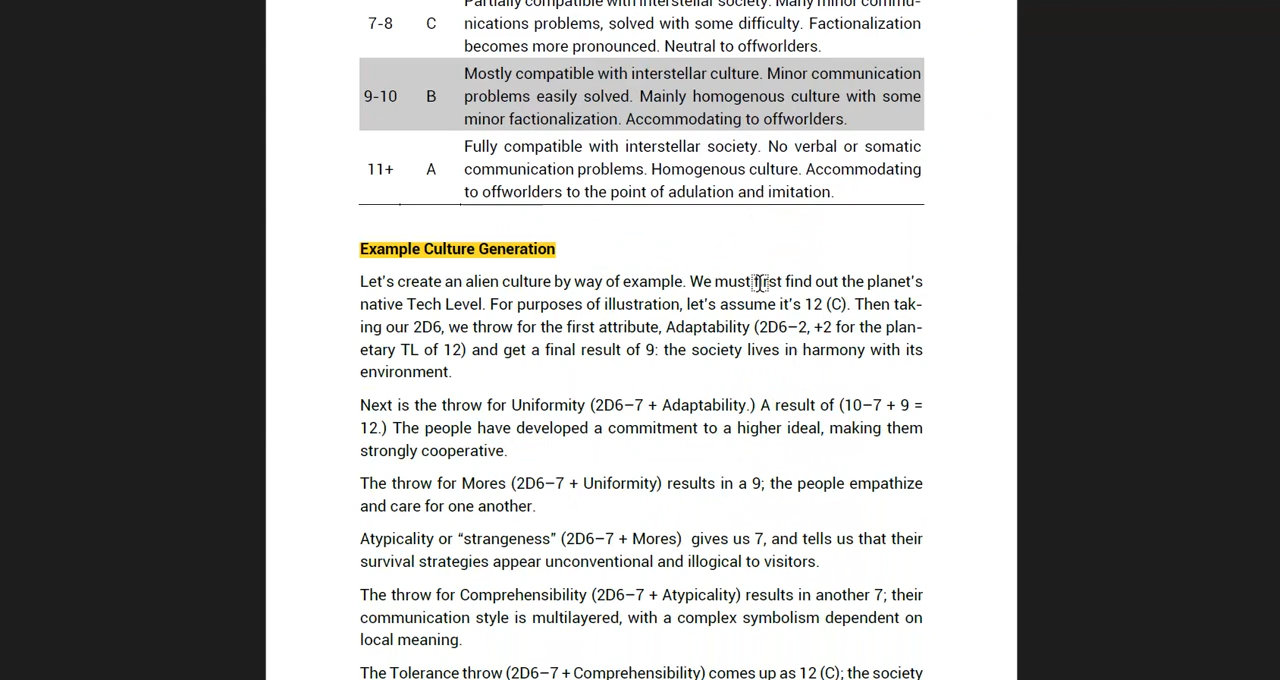 Partially compatible with interstellar society. Many minor commu-
7-8 C nications problems, solved with some difficulty. Factionalization
becomes more pronounced. Neutral to offworlders.
Mostly compatible with interstellar culture. Minor communication
9-10 B problems easily solved. Mainly homogenous culture with some
minor factionalization. Accommodating to offworlders.
Fully compatible with interstellar society. No verbal or somatic
11+ A communication problems. Homogenous culture. Accommodating
to offworlders to the point of adulation and imitation.
Example Culture Generation
Let's create an alien culture by way of example. We must first find out the planet's
native Tech Level. For purposes of illustration, let's assume it's 12 (C). Then tak-
ing our 2D6, we throw for the first attribute, Adaptability (2D6–2, +2 for the plan-
etary TL of 12) and get a final result of 9: the society lives in harmony with its
environment.
Next is the throw for Uniformity (2D6–7 + Adaptability.) A result of (10–7 + 9 =
12.) The people have developed a commitment to a higher ideal, making them
strongly cooperative.
The throw for Mores (2D6–7 + Uniformity) results in a 9; the people empathize
and care for one another.
Atypicality or “strangeness” (2D6–7 + Mores) gives us 7, and tells us that their
survival strategies appear unconventional and illogical to visitors.
The throw for Comprehensibility (2D6–7 + Atypicality) results in another 7; their
communication style is multilayered, with a complex symbolism dependent on
local meaning.
The Tolerance throw (2D6–7 + Comprehensibility) comes up as 12 (C); the society